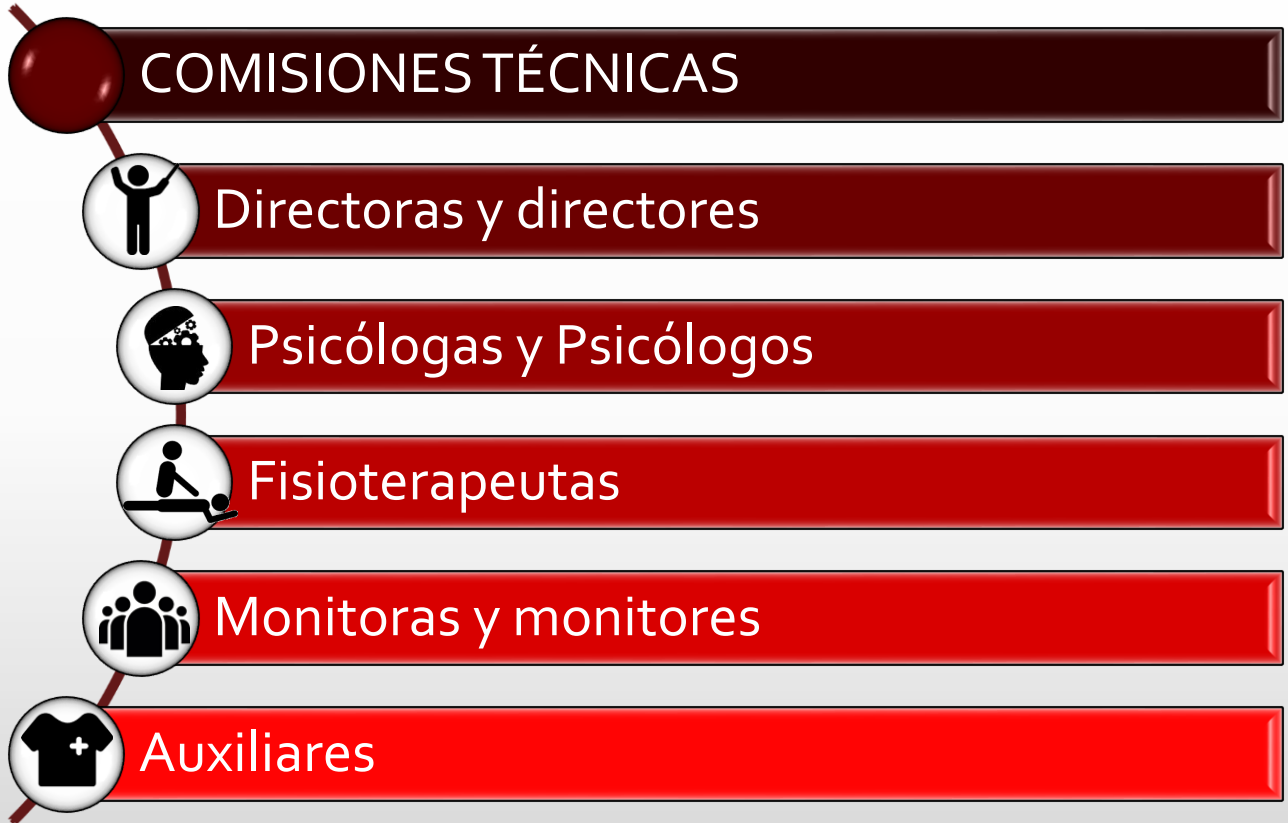 COMISIONES TÉCNICAS
Directoras y directores
Psicólogas y Psicólogos
Fisioterapeutas
Monitoras y monitores
Auxiliares